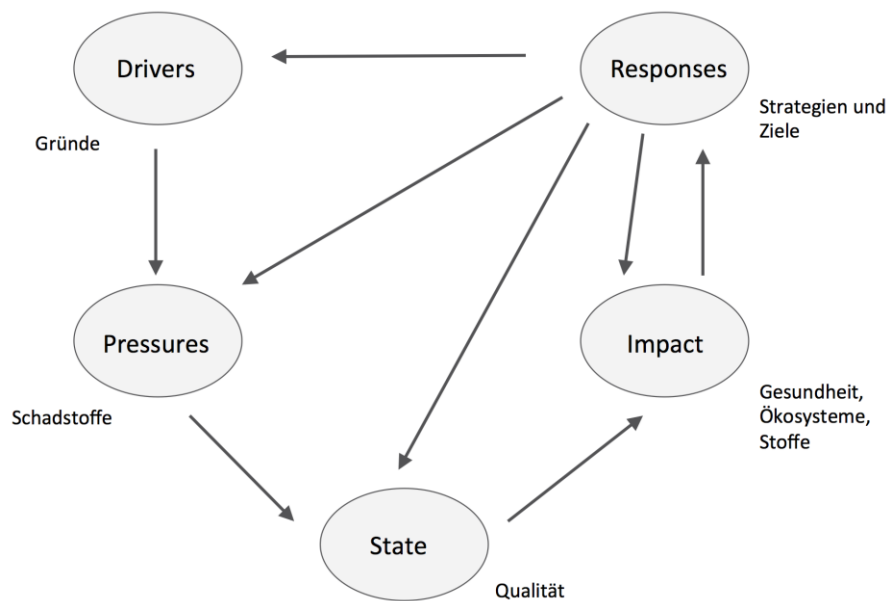 Drivers
Responses
Strategien und
Ziele
Gründe
Pressures
Impact
Schadstoffe
Gesundheit,
Ökosysteme,
Stoffe
State
Qualität